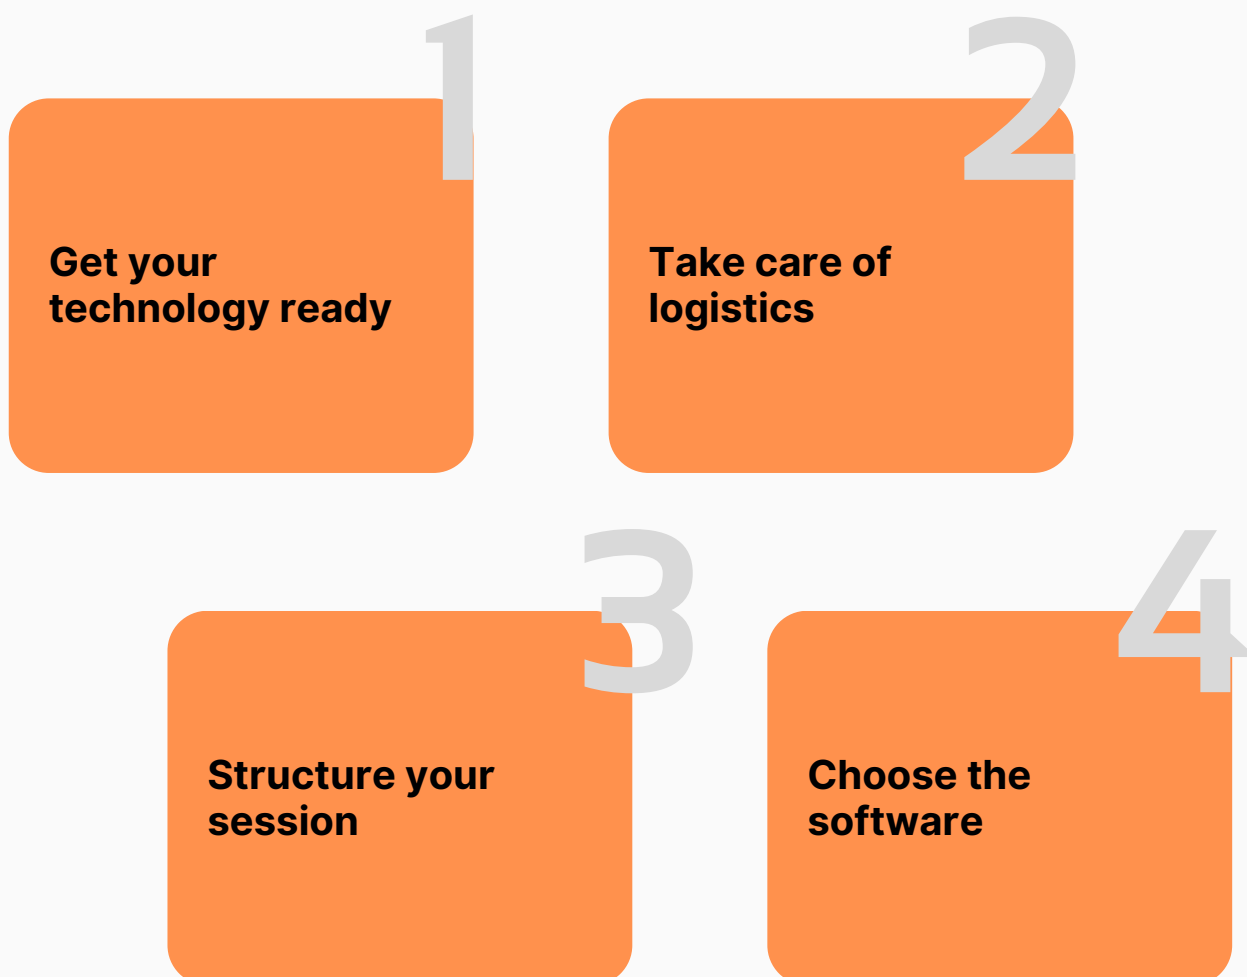 1
Get your
technology ready
2
Take care of
logistics
3
Structure your
session
4
Choose the
software